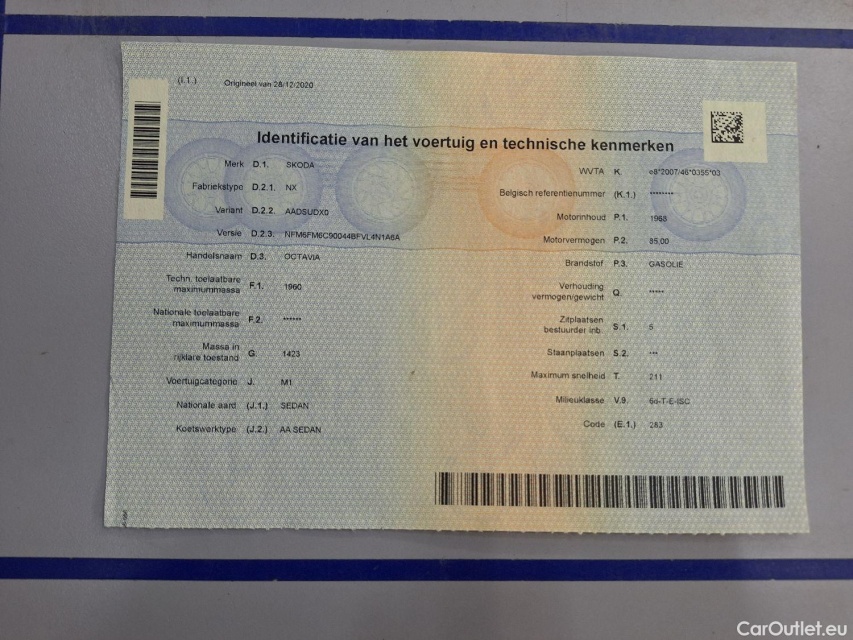 (I.1.) Origineel van 28/12/2020
Identificatie van het voertuig en technische kenmerken
Merk D.1. SKODA
Fabriekstype D.2.1. NX
Variant D.2.2. AADSUDX0
Versie D.2.3. NFM6FM6C90044BFVL4N1A6A
Handelsnaam D.3. OCTAVIA
Techn. toelaatbare
maximummassa F.1. 1960
Nationale toelaatbare
maximummassa F.2. ******
Massa in
rijklare toestand G. 1423
Voertuigcategorie J. M1
Nationale aard (J.1.) SEDAN
Koetswerktype (J.2.) AA SEDAN
WVTA K. e8*2007/46*0355*03
Belgisch referentienummer (K.1.) ********
Motorinhoud P.1. 1968
Motorvermogen P.2. 85,00
Brandstof P.3. GASOLIE
Verhouding
vermogen/gewicht Q. *****
Zitplaatsen
bestuurder inb. S.1. 5
Staanplaatsen S.2. ***
Maximum snelheid T. 211
Milieuklasse V.9. 6d-T-E-ISC
Code (E.1.) 283
CarOutlet.eu